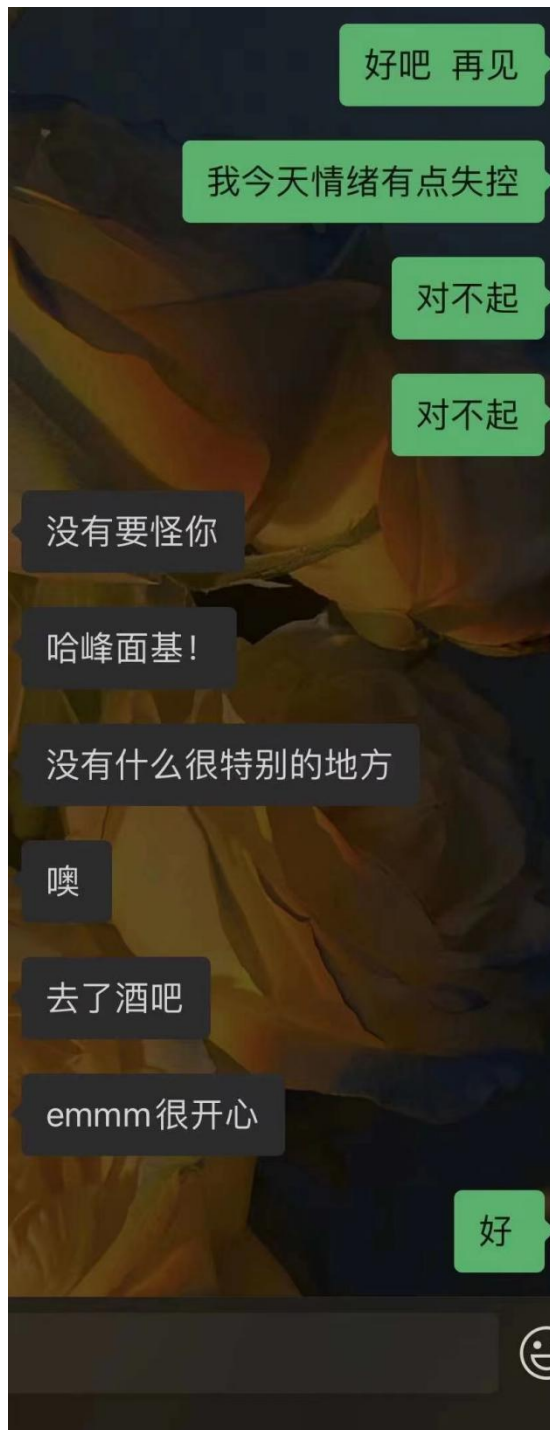 好吧 再见
我今天情绪有点失控
对不起
对不起
没有要怪你
哈峰面基！
没有什么很特别的地方
噢
去了酒吧
emmm很开心
好